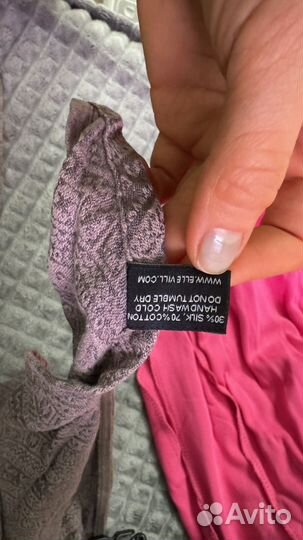 30% SILK, 70%COTTON
HANDWASH COLD
DO NOT TUMBLE DRY
WWW.ELLEVILL.COM
Avito